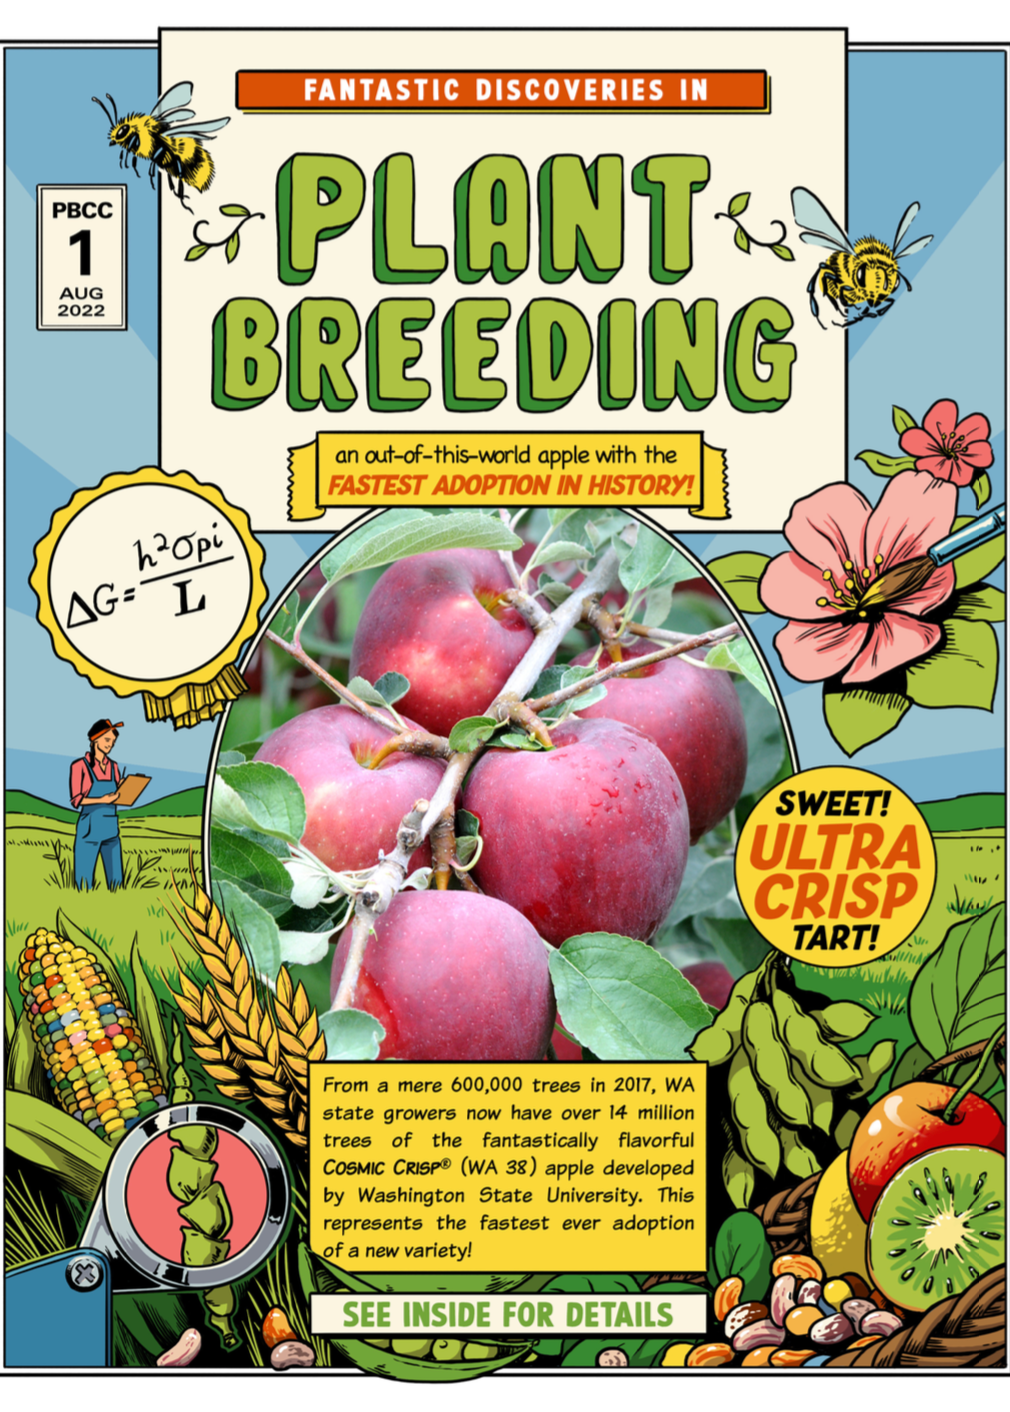 FANTASTIC DISCOVERIES IN
PLANT
BREEDING
PBCC
1
AUG
2022
an out-of-this-world apple with the
FASTEST ADOPTION IN HISTORY!
ΔG = h²σpi
L
SWEET!
ULTRA
CRISP
TART!
From a mere 600,000 trees in 2017, WA
state growers now have over 14 million
trees of the fantastically flavorful
COSMIC CRISP® (WA 38) apple developed
by Washington State University. This
represents the fastest ever adoption
of a new variety!
SEE INSIDE FOR DETAILS